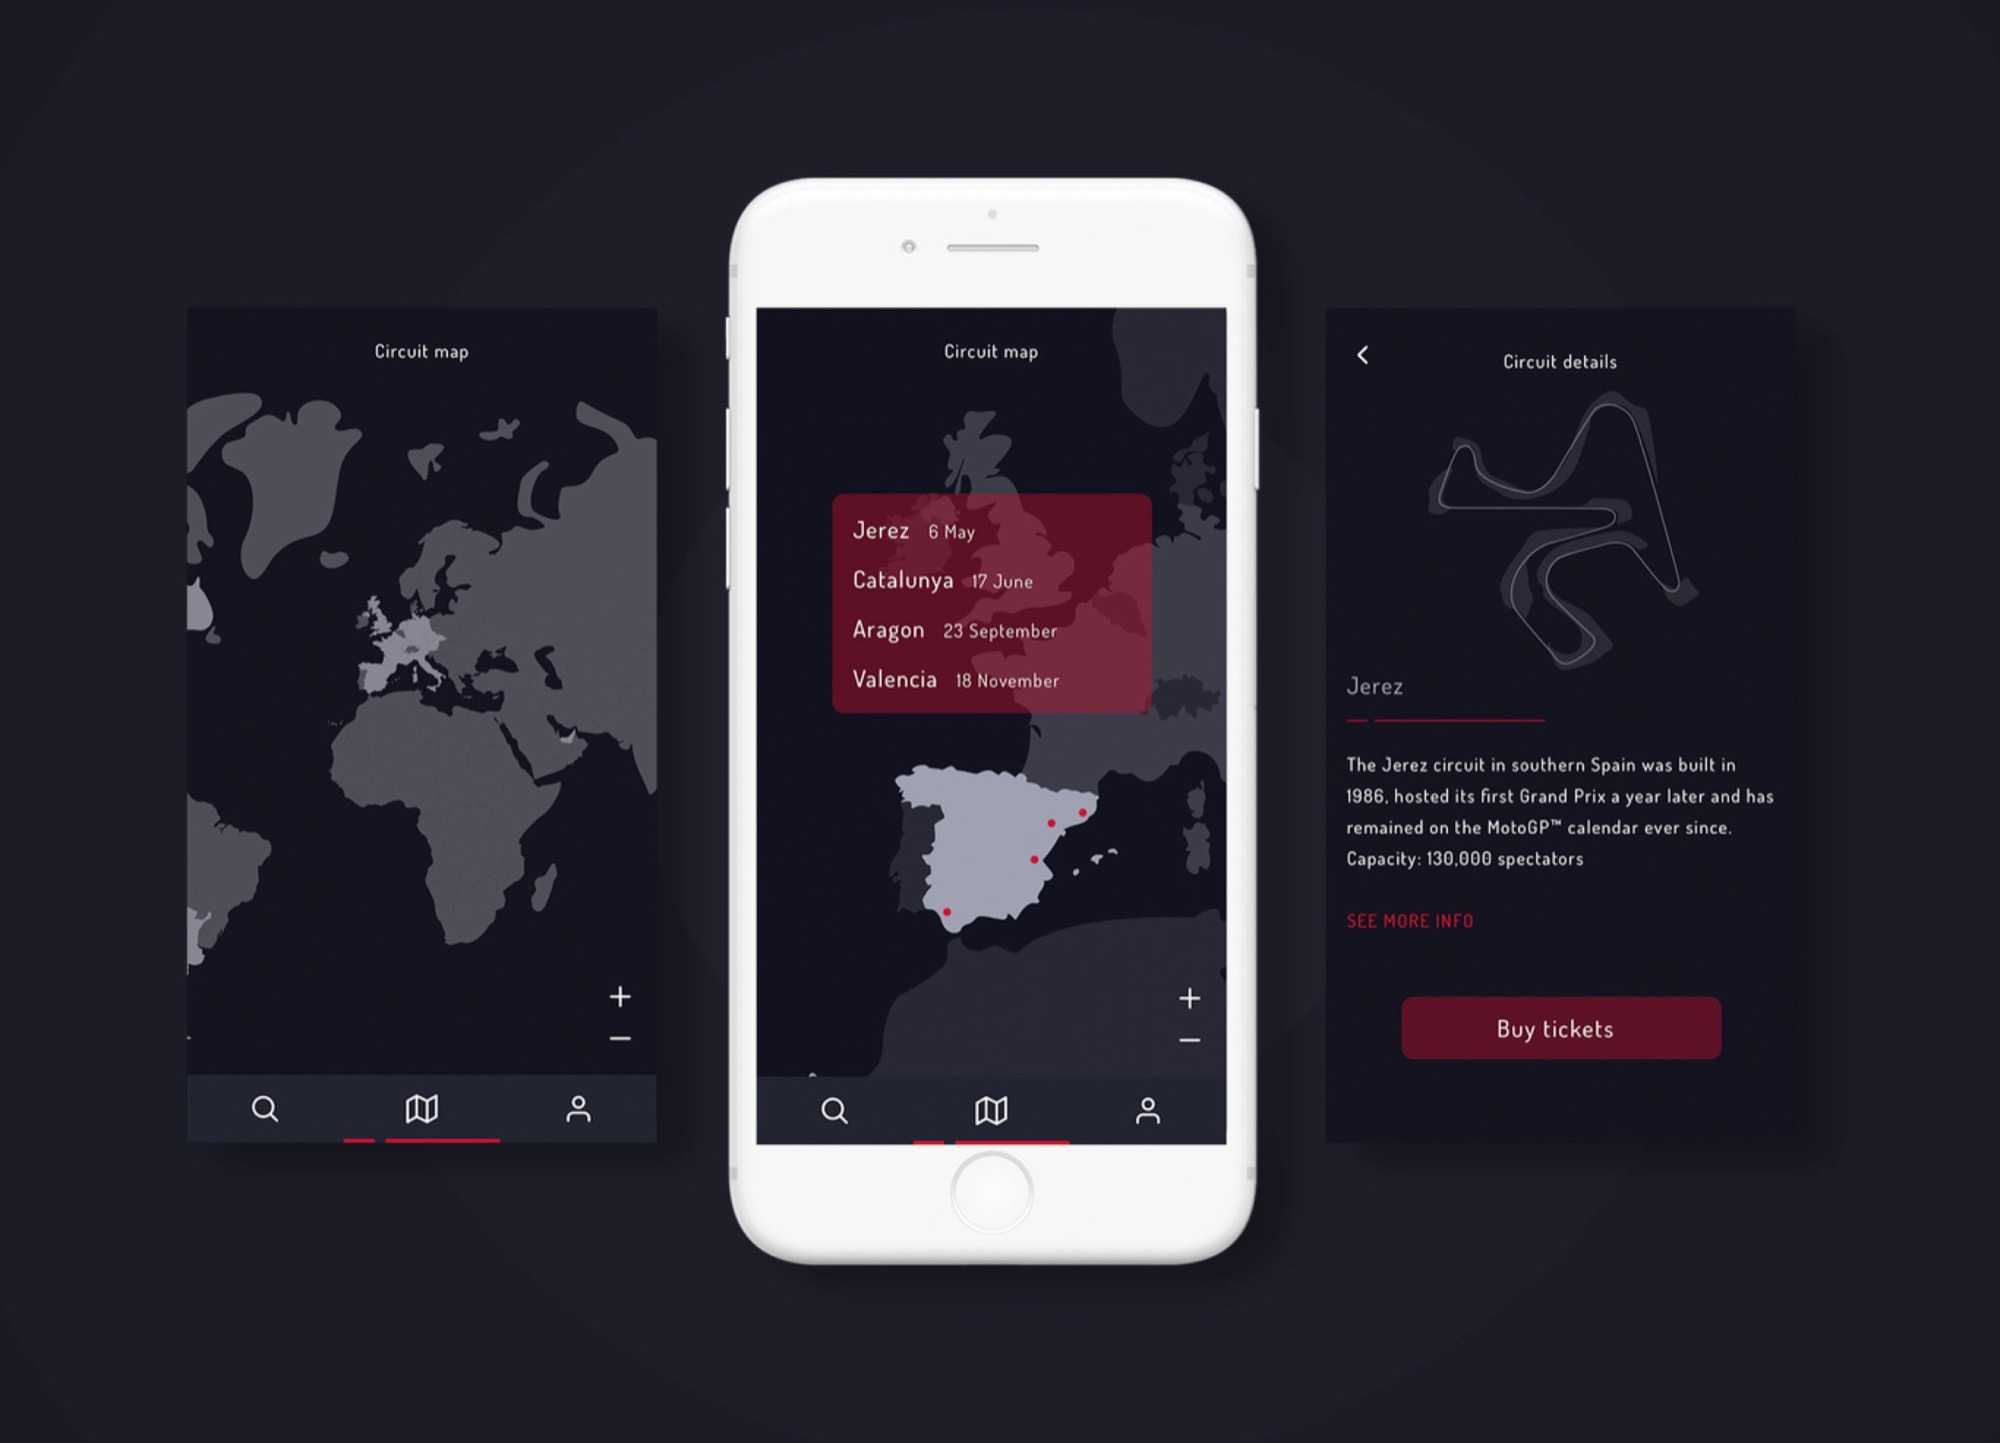 Circuit map
Circuit map
Jerez 6 May
Catalunya 17 June
Aragon 23 September
Valencia 18 November
Circuit details
Jerez
The Jerez circuit in southern Spain was built in
1986, hosted its first Grand Prix a year later and has
remained on the MotoGP™ calendar ever since.
Capacity: 130,000 spectators
SEE MORE INFO
Buy tickets